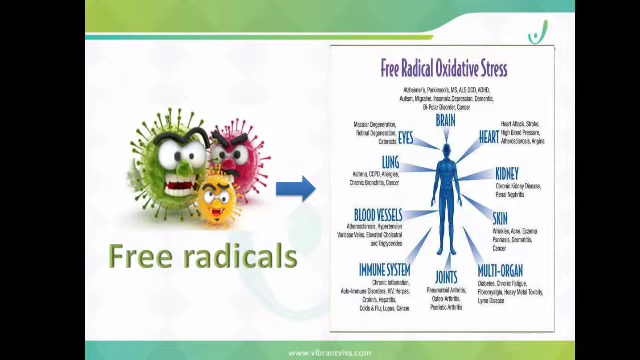 Free Radical Oxidative Stress
Alzheimer's, Parkinson's, MS, ALS, OCD, ADHD,
Autism, Migraine, Insomnia, Depression, Dementia,
Bi-Polar Disorder, Cancer
BRAIN
Macular Degeneration,
Retinal Degeneration,
Cataracts
EYES
Heart Attack, Stroke,
High Blood Pressure,
Atherosclerosis, Angina
HEART
LUNG
Asthma, COPD, Allergies,
Chronic Bronchitis, Cancer
KIDNEY
Chronic Kidney Disease,
Renal Nephritis
BLOOD VESSELS
Atherosclerosis, Hypertension
Varicose Veins, Elevated Cholestral
and Triglycerides
SKIN
Wrinkles, Acne, Eczema
Psoriasis, Dermatitis,
Cancer
Free radicals
IMMUNE SYSTEM
Chronic Inflamation,
Auto-Immune Disorders, HIV, Herpes,
Crohn's, Hepatitis,
Colds & Flu, Lupus, Cancer
JOINTS
Rheumatoid Arthritis,
Osteo-Arthritis,
Psoriatic Arthritis
MULTI-ORGAN
Diabetes, Chronic Fatigue,
Fibromyalgia, Heavy Metal Toxicity,
Lyme Disease
www.vibrantviva.com